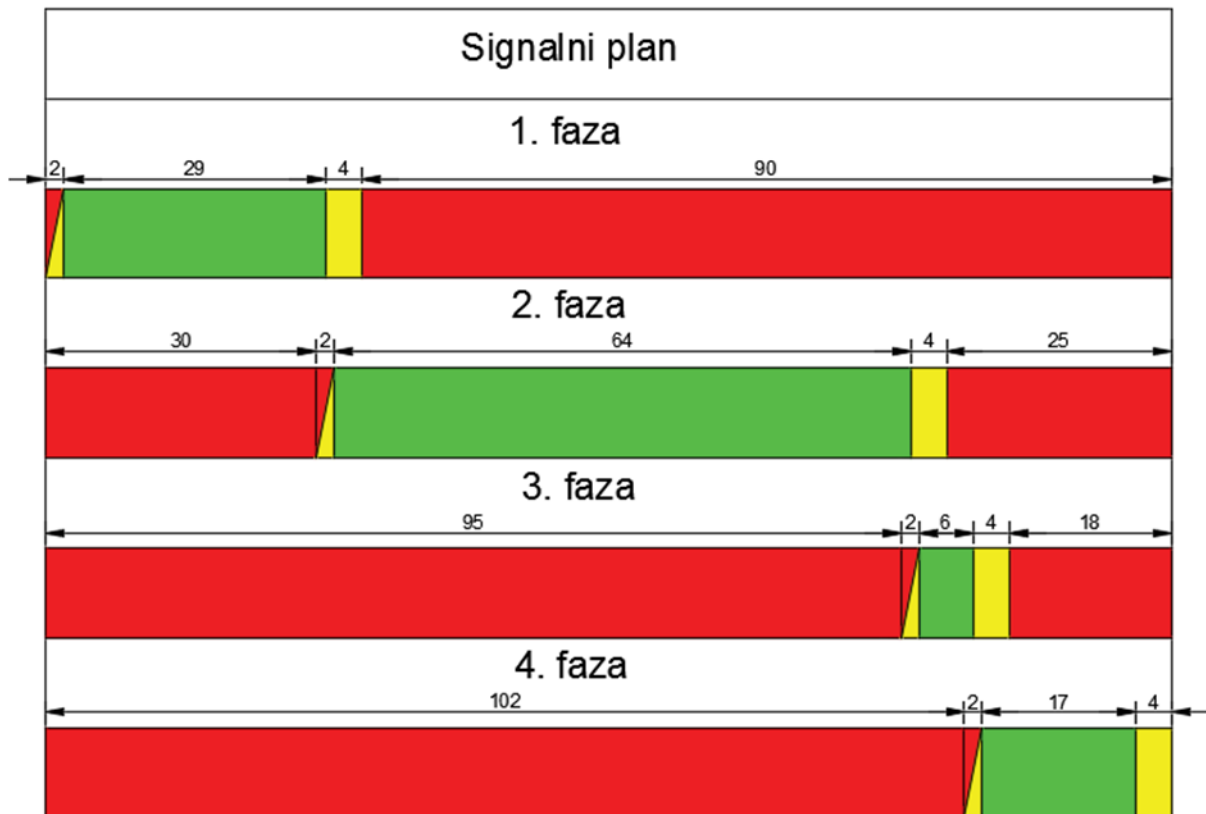 Signalni plan
1. faza
2 29 4 90
2. faza
30 2 64 4 25
3. faza
95 2 6 4 18
4. faza
102 2 17 4